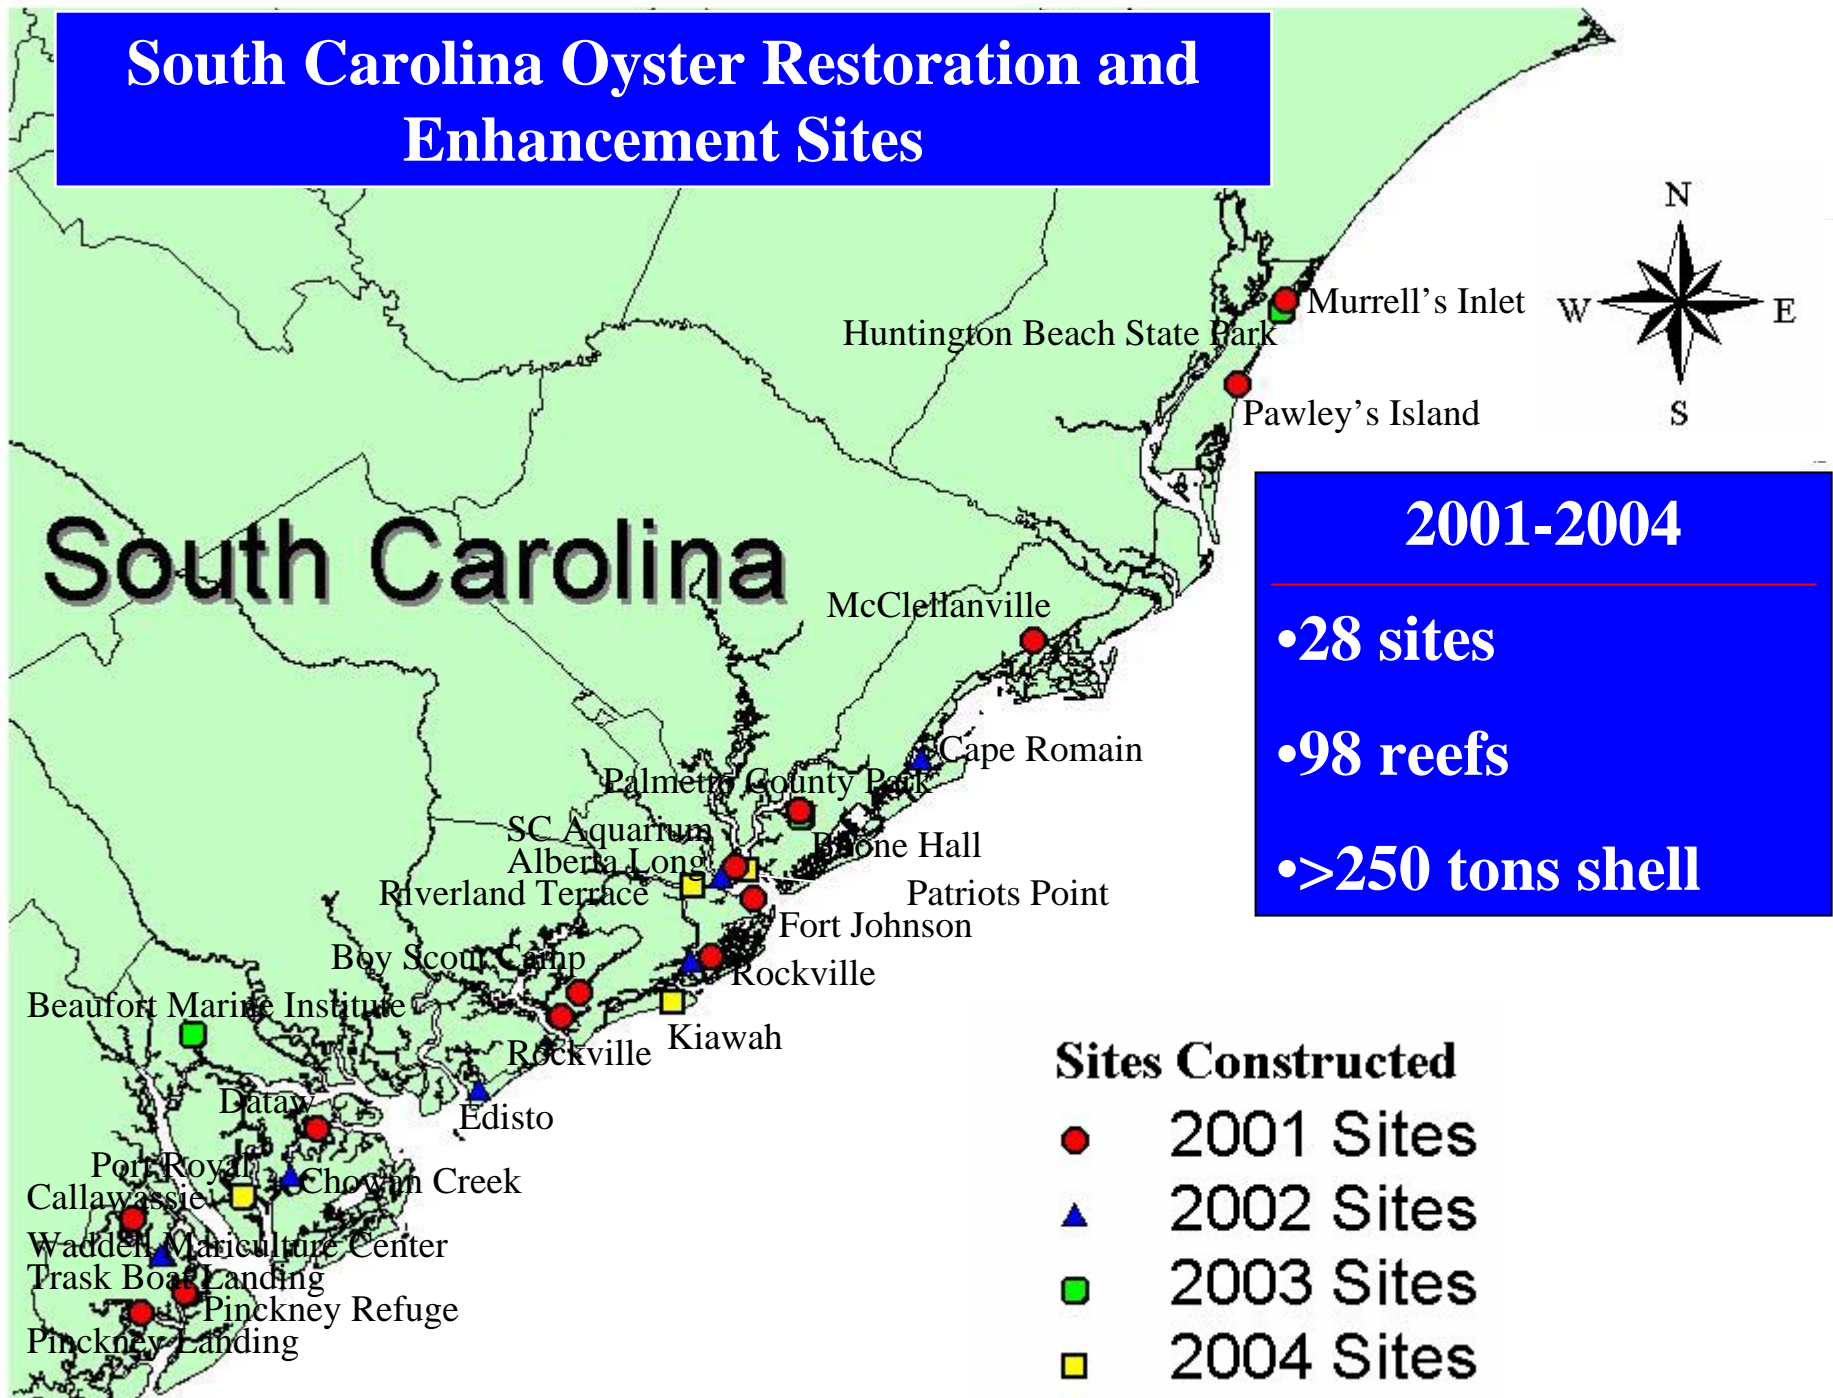 South Carolina Oyster Restoration and
Enhancement Sites
N
W
E
S
Murrell’s Inlet
Huntington Beach State Park
Pawley’s Island
2001-2004
•28 sites
•98 reefs
•>250 tons shell
South Carolina
McClellanville
Cape Romain
Palmetto County Park
SC Aquarium
Boone Hall
Alberta Long
Riverland Terrace
Patriots Point
Fort Johnson
Boy Scout Camp
Rockville
Beaufort Marine Institute
Kiawah
Rockville
Dataw
Edisto
Port Royal
Chowan Creek
Callawassie
Waddell Mariculture Center
Trask Boat Landing
Pinckney Refuge
Pinckney Landing
Sites Constructed
2001 Sites
2002 Sites
2003 Sites
2004 Sites